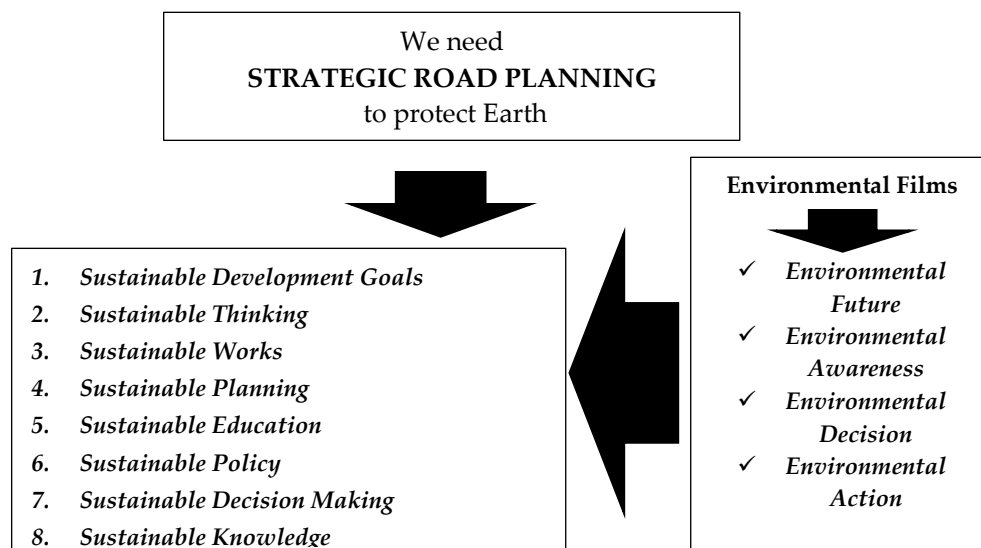 We need
STRATEGIC ROAD PLANNING
to protect Earth
Environmental Films
1. Sustainable Development Goals
2. Sustainable Thinking
3. Sustainable Works
4. Sustainable Planning
5. Sustainable Education
6. Sustainable Policy
7. Sustainable Decision Making
8. Sustainable Knowledge
✓ Environmental
Future
✓ Environmental
Awareness
✓ Environmental
Decision
✓ Environmental
Action